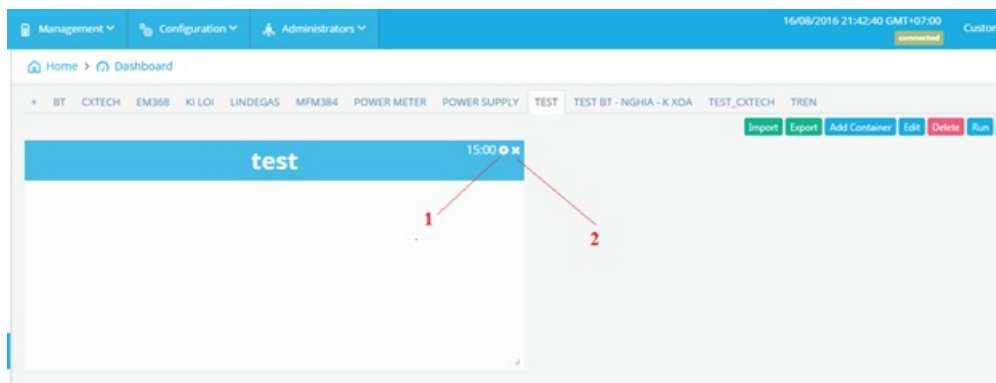 Management Configuration Administrators 16/08/2016 21:42:40 GMT+07:00
connected Custom
Home > Dashboard
+ BT CXTECH EM368 KI LOI LINDEGAS MFM384 POWER METER POWER SUPPLY TEST TEST BT - NGHIA - K XOA TEST_CXTECH TREN
Import Export Add Container Edit Delete Run
test 15:00
1
2